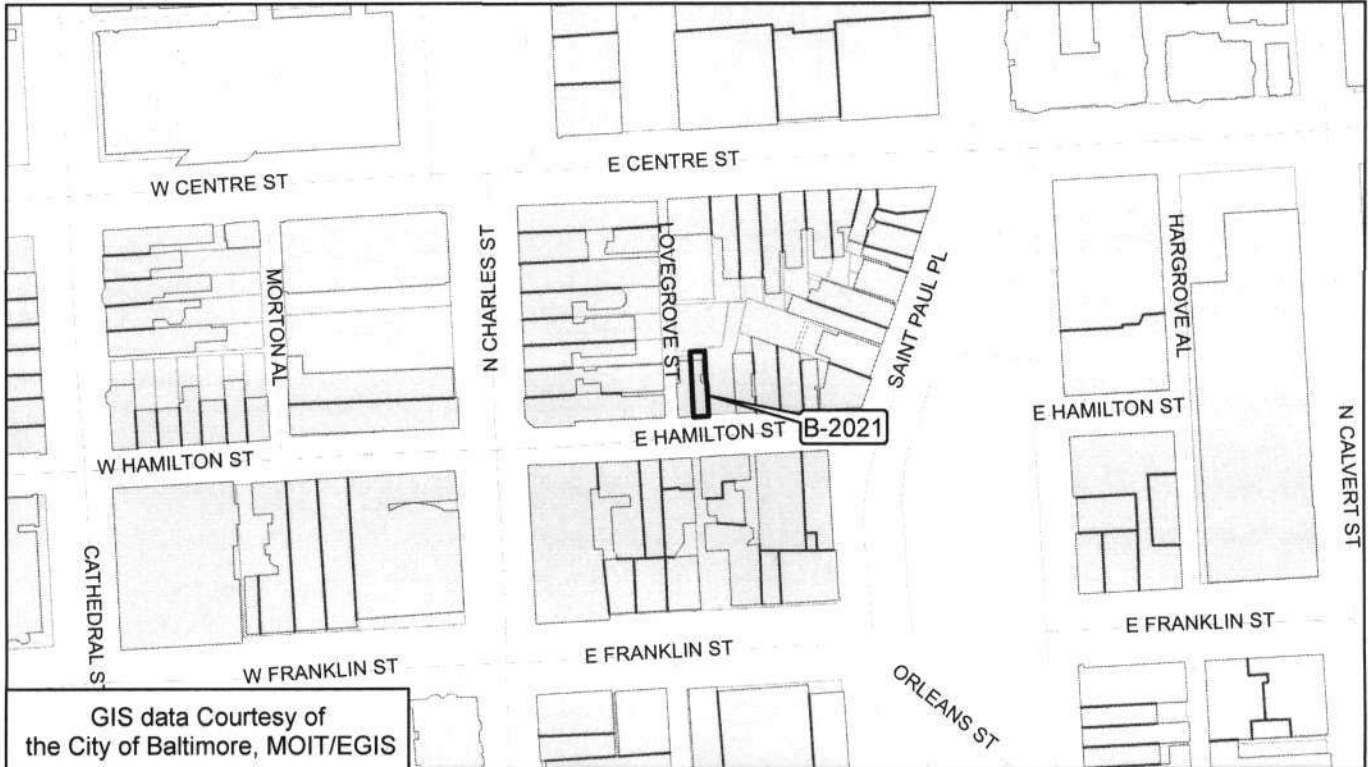 E CENTRE ST
W CENTRE ST
HARGROVE AL
LOVEGROVE ST
N CHARLES ST
MORTON AL
SAINT PAUL PL
E HAMILTON ST
E HAMILTON ST
B-2021
N CALVERT ST
W HAMILTON ST
CATHEDRAL S
E FRANKLIN ST
E FRANKLIN ST
W FRANKLIN ST
ORLEANS ST
GIS data Courtesy of
the City of Baltimore, MOIT/EGIS